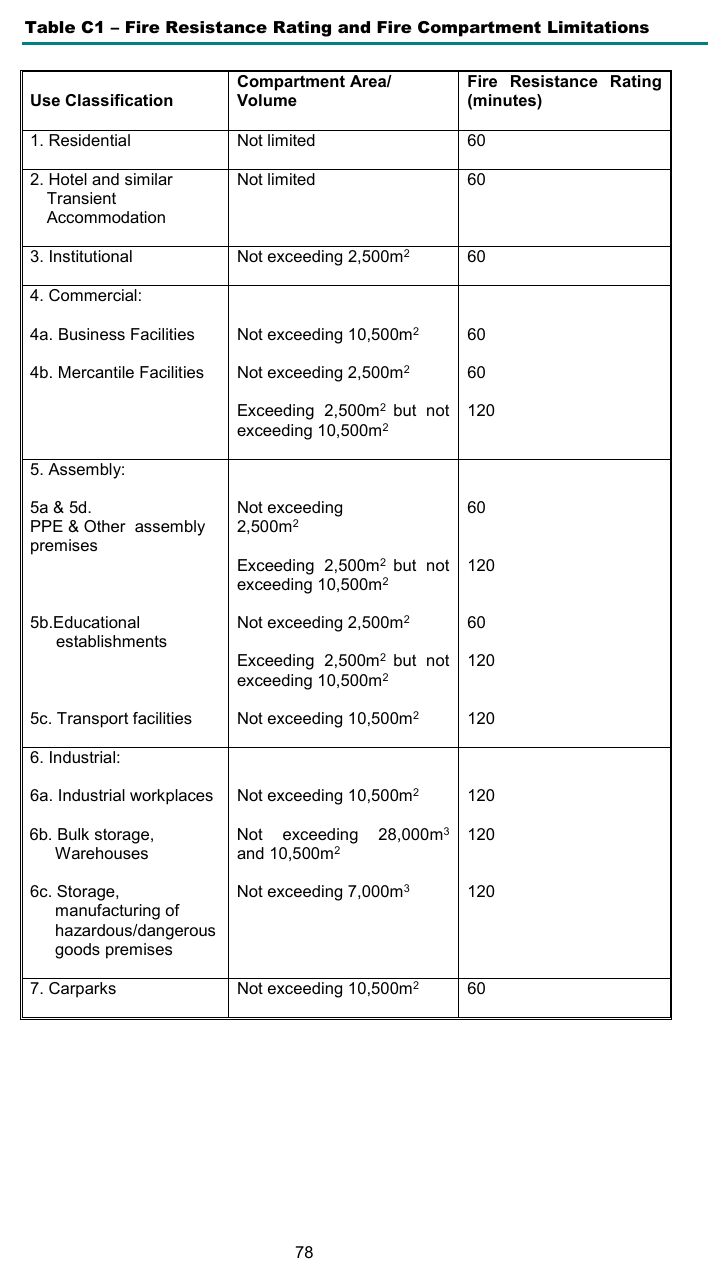 Table C1 – Fire Resistance Rating and Fire Compartment Limitations
Use Classification
Compartment Area/
Volume
Fire Resistance Rating
(minutes)
1. Residential
Not limited
60
2. Hotel and similar
Transient
Accommodation
Not limited
60
3. Institutional
Not exceeding 2,500m²
60
4. Commercial:
4a. Business Facilities
Not exceeding 10,500m²
60
4b. Mercantile Facilities
Not exceeding 2,500m²
60
Exceeding 2,500m² but not
exceeding 10,500m²
120
5. Assembly:
5a & 5d.
PPE & Other assembly
premises
Not exceeding
2,500m²
60
Exceeding 2,500m² but not
exceeding 10,500m²
120
5b.Educational
establishments
Not exceeding 2,500m²
60
Exceeding 2,500m² but not
exceeding 10,500m²
120
5c. Transport facilities
Not exceeding 10,500m²
120
6. Industrial:
6a. Industrial workplaces
Not exceeding 10,500m²
120
6b. Bulk storage,
Warehouses
Not exceeding 28,000m³
and 10,500m²
120
6c. Storage,
manufacturing of
hazardous/dangerous
goods premises
Not exceeding 7,000m³
120
7. Carparks
Not exceeding 10,500m²
60
78